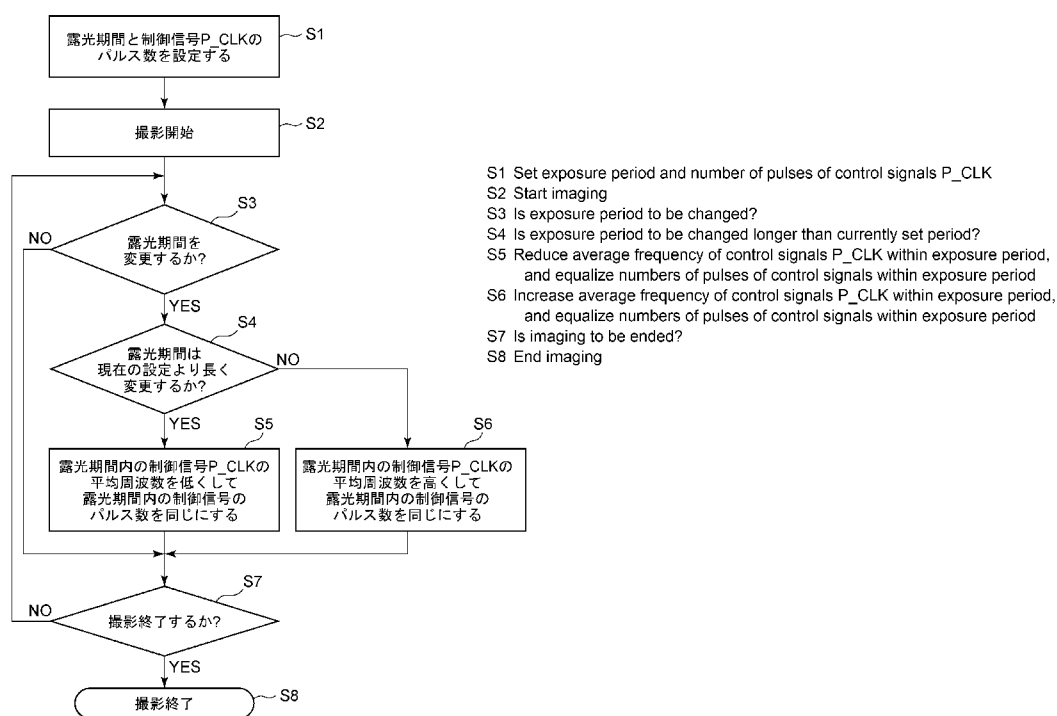 露光期間と制御信号P_CLKの
パルス数を設定する
S1
撮影開始
S2
S3
NO
露光期間を
変更するか?
YES
S4
露光期間は
現在の設定より長く
変更するか?
NO
YES
S5
露光期間内の制御信号P_CLKの
平均周波数を低くして
露光期間内の制御信号の
パルス数を同じにする
S6
露光期間内の制御信号P_CLKの
平均周波数を高くして
露光期間内の制御信号の
パルス数を同じにする
S7
NO
撮影終了するか?
YES
撮影終了
S8
S1 Set exposure period and number of pulses of control signals P_CLK
S2 Start imaging
S3 Is exposure period to be changed?
S4 Is exposure period to be changed longer than currently set period?
S5 Reduce average frequency of control signals P_CLK within exposure period,
and equalize numbers of pulses of control signals within exposure period
S6 Increase average frequency of control signals P_CLK within exposure period,
and equalize numbers of pulses of control signals within exposure period
S7 Is imaging to be ended?
S8 End imaging